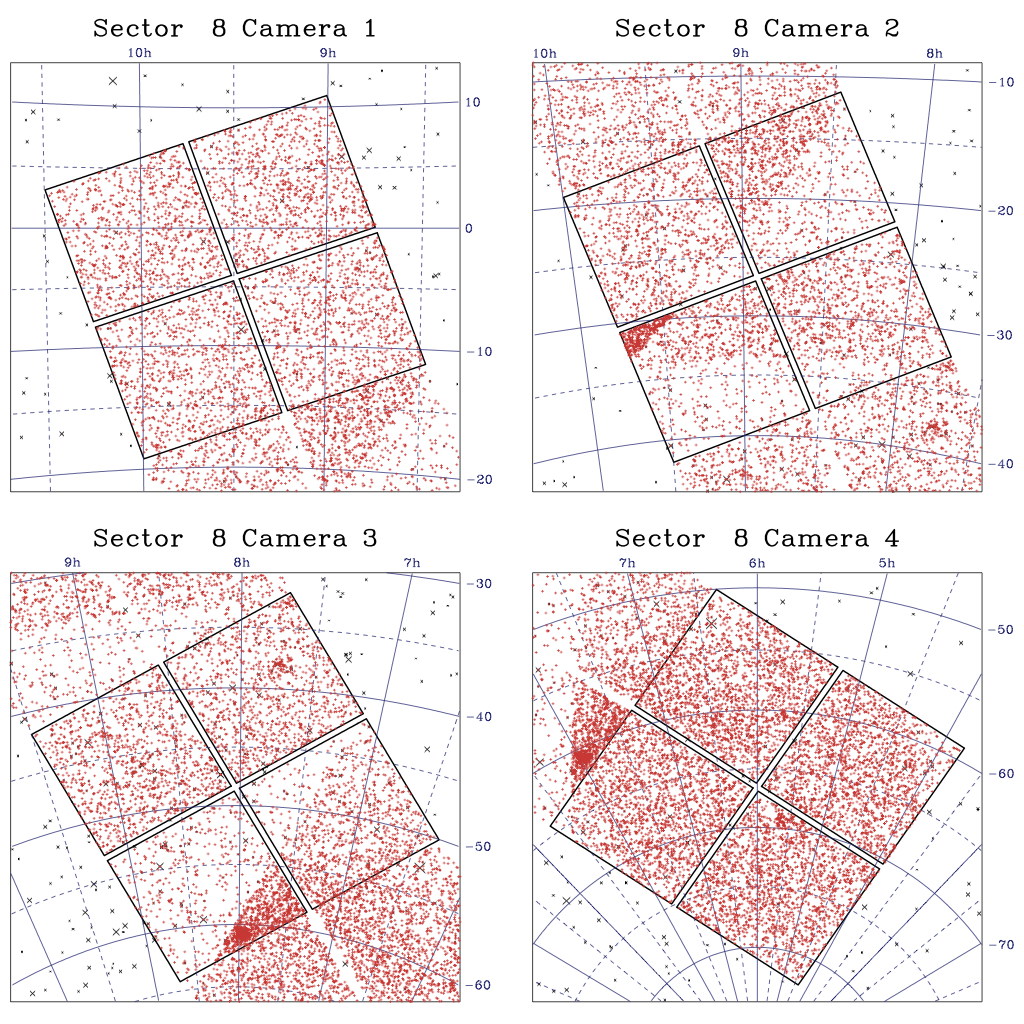 Sector 8 Camera 1
10h 9h
10
0
-10
-20
Sector 8 Camera 2
10h 9h 8h
-10
-20
-30
-40
Sector 8 Camera 3
9h 8h 7h
-30
-40
-50
-60
Sector 8 Camera 4
7h 6h 5h
-50
-60
-70